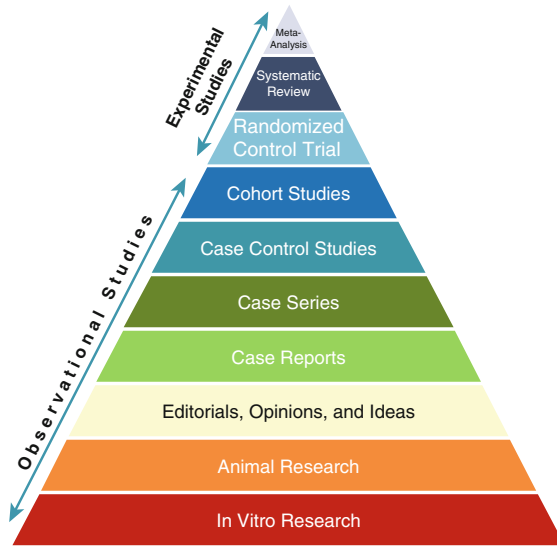 Meta-
Analysis
Systematic
Review
Randomized
Control Trial
Cohort Studies
Case Control Studies
Case Series
Case Reports
Editorials, Opinions, and Ideas
Animal Research
In Vitro Research
Experimental
Studies
Observational Studies